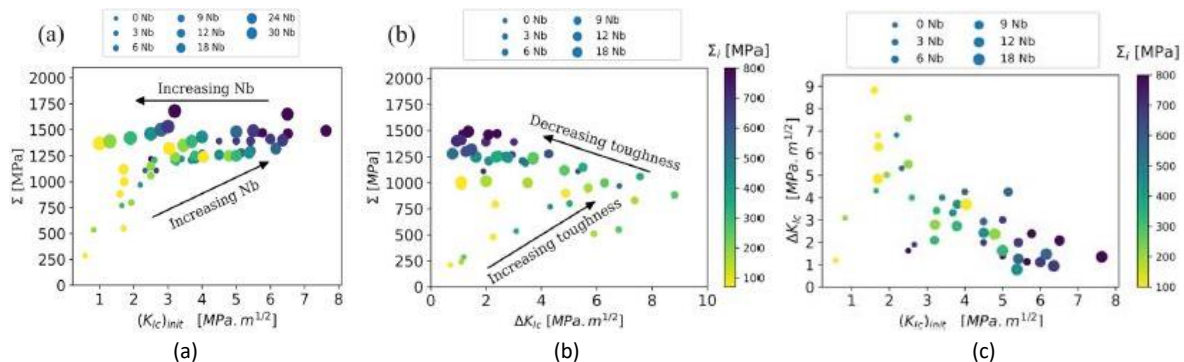 (a)
0 Nb 9 Nb 24 Nb
3 Nb 12 Nb 30 Nb
6 Nb 18 Nb
Increasing Nb
Increasing Nb
Σ [MPa]
2000
1750
1500
1250
1000
750
500
250
0
1 2 3 4 5 6 7 8
(K_Ic)_init [MPa.m^1/2]
(a)
(b)
0 Nb 9 Nb
3 Nb 12 Nb
6 Nb 18 Nb
Decreasing toughness
Increasing toughness
Σ [MPa]
2000
1750
1500
1250
1000
750
500
250
0
0 2 4 6 8 10
ΔK_Ic [MPa.m^1/2]
Σ_i [MPa]
800
700
600
500
400
300
200
100
(b)
0 Nb 9 Nb
3 Nb 12 Nb
6 Nb 18 Nb
ΔK_Ic [MPa.m^1/2]
9
8
7
6
5
4
3
2
1
0
1 2 3 4 5 6 7 8
(K_Ic)_init [MPa.m^1/2]
Σ_i [MPa]
800
700
600
500
400
300
200
100
(c)